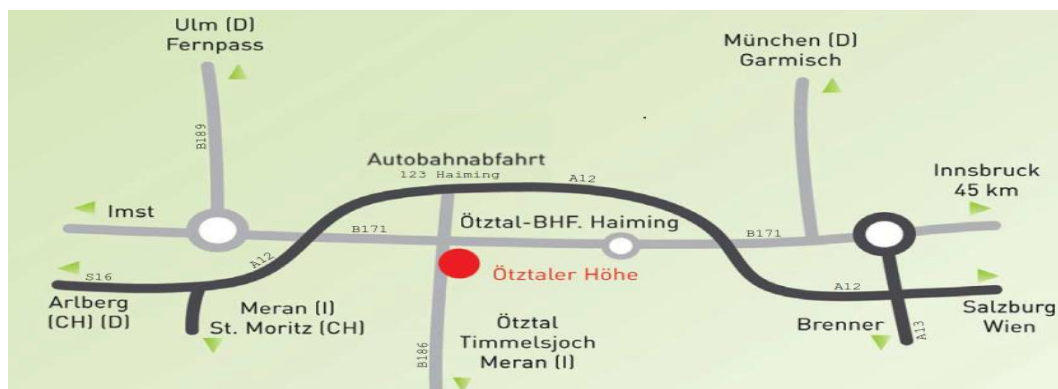 Ulm (D)
Fernpass
München (D)
Garmisch
B189
Autobahnabfahrt
123 Haiming
A12
Innsbruck
45 km
Imst
B171
Ötztal-BHF. Haiming
B171
A12
Ötztaler Höhe
S16
A12
Arlberg
(CH) (D)
Meran (I)
St. Moritz (CH)
Ötztal
Timmelsjoch
Meran (I)
B186
Brenner
A13
Salzburg
Wien